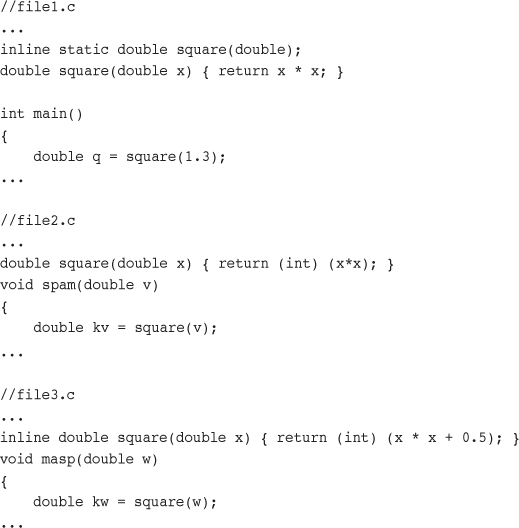 //file1.c
...
inline static double square(double);
double square(double x) { return x * x; }
int main()
{
    double q = square(1.3);
...
//file2.c
...
double square(double x) { return (int) (x*x); }
void spam(double v)
{
    double kv = square(v);
...
//file3.c
...
inline double square(double x) { return (int) (x * x + 0.5); }
void masp(double w)
{
    double kw = square(w);
...